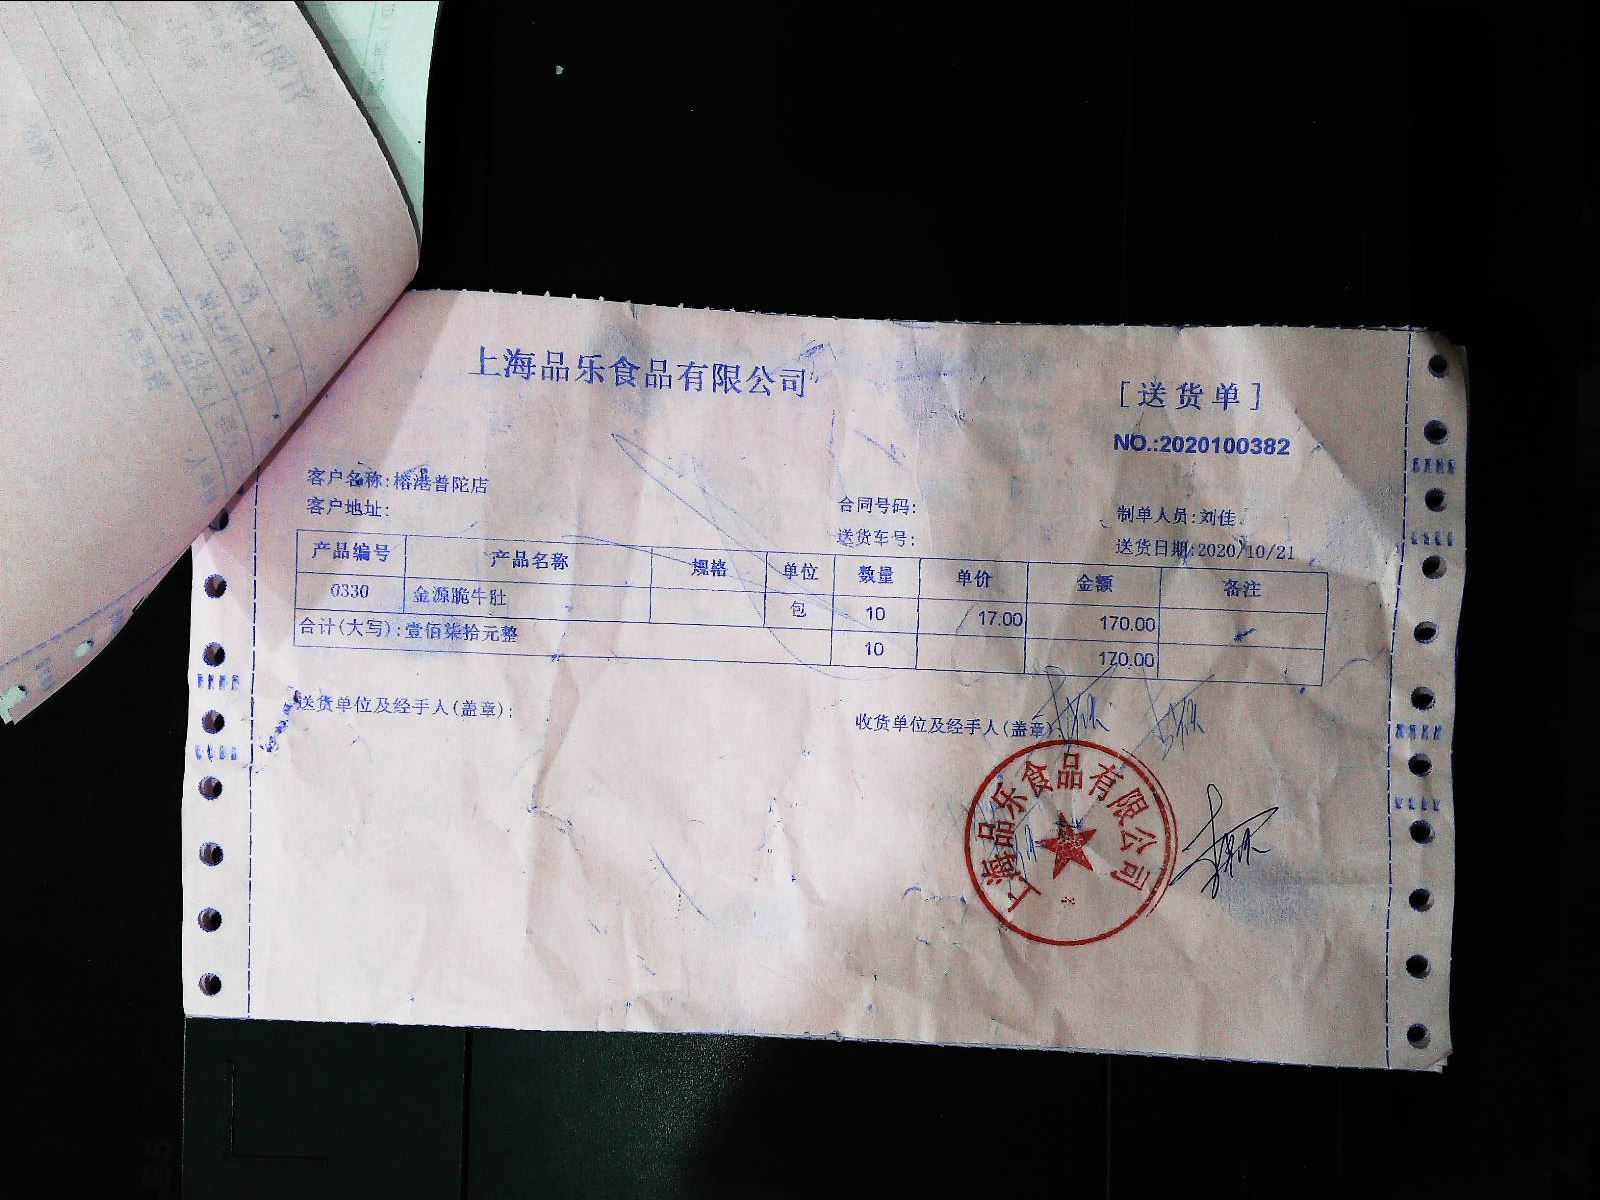 上海品乐食品有限公司
[送货单]
NO.:2020100382
客户名称:榕港普陀店
客户地址:
合同号码:
送货车号:
制单人员:刘佳
送货日期:2020/10/21
产品编号 产品名称 规格 单位 数量 单价 金额 备注
0330 金源脆牛肚 包 10 17.00 170.00
合计(大写):壹佰柒拾元整 10 170.00
送货单位及经手人(盖章):
收货单位及经手人(盖章)
上海品乐食品有限公司